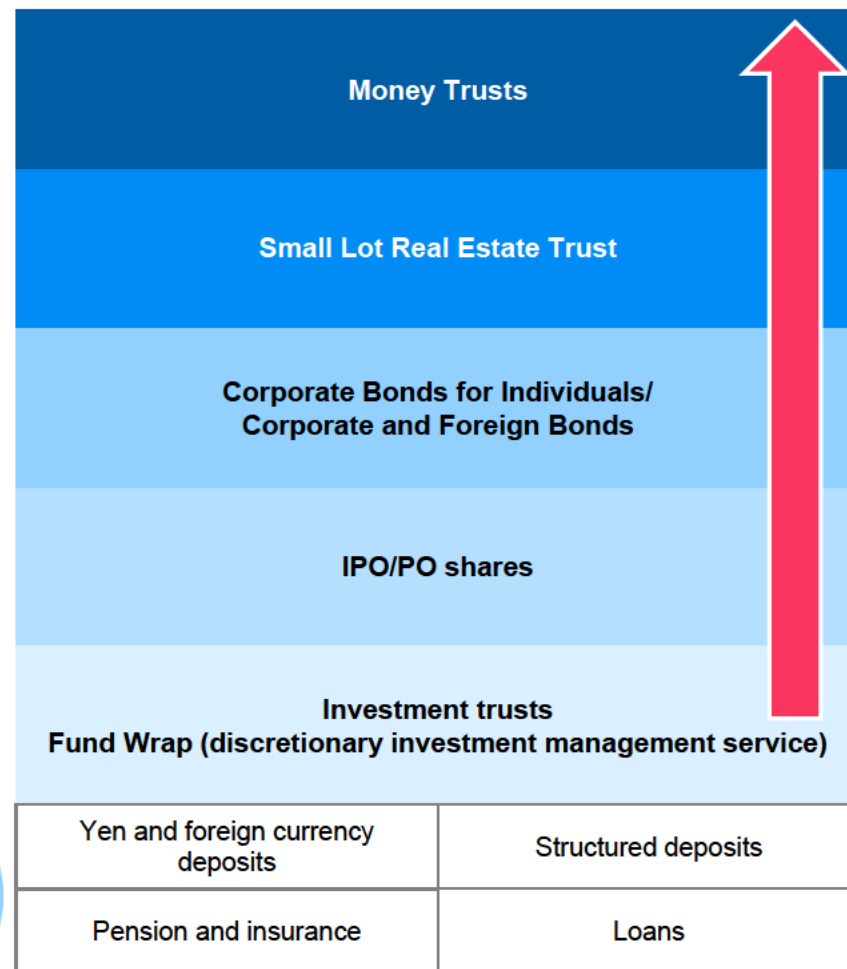 Money Trusts
Small Lot Real Estate Trust
Corporate Bonds for Individuals/
Corporate and Foreign Bonds
IPO/PO shares
Investment trusts
Fund Wrap (discretionary investment management service)
Yen and foreign currency
deposits
Structured deposits
Pension and insurance
Loans